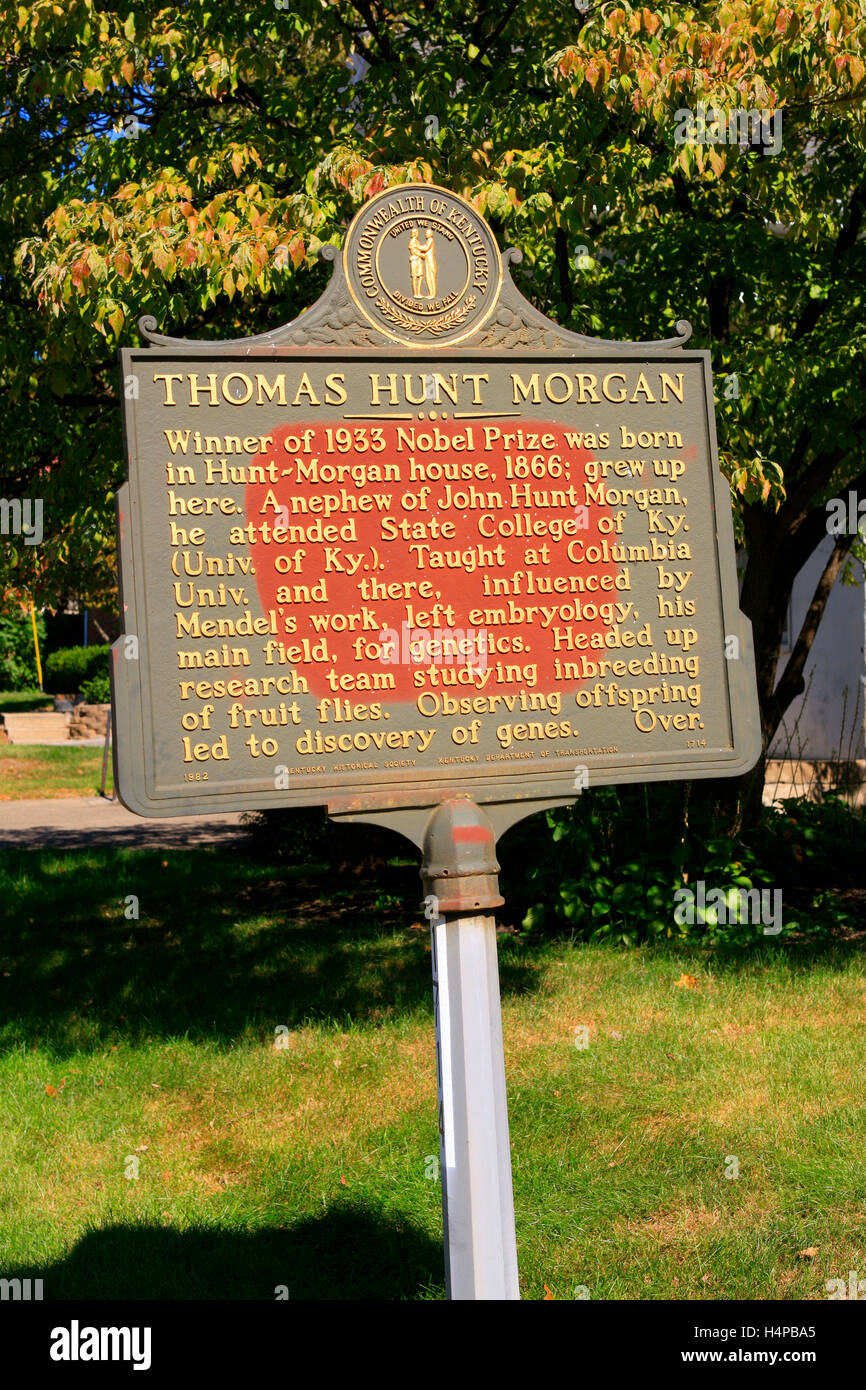 COMMONWEALTH OF KENTUCKY
UNITED WE STAND
DIVIDED WE FALL
THOMAS HUNT MORGAN
Winner of 1933 Nobel Prize was born
in Hunt-Morgan house, 1866; grew up
here. A nephew of John Hunt Morgan,
he attended State College of Ky.
(Univ. of Ky.). Taught at Columbia
Univ. and there, influenced by
Mendel's work, left embryology, his
main field, for genetics. Headed up
research team studying inbreeding
of fruit flies. Observing offspring
led to discovery of genes. Over.
1982 KENTUCKY HISTORICAL SOCIETY KENTUCKY DEPARTMENT OF TRANSPORTATION 1714
alamy
Image ID: H4PBA5
www.alamy.com